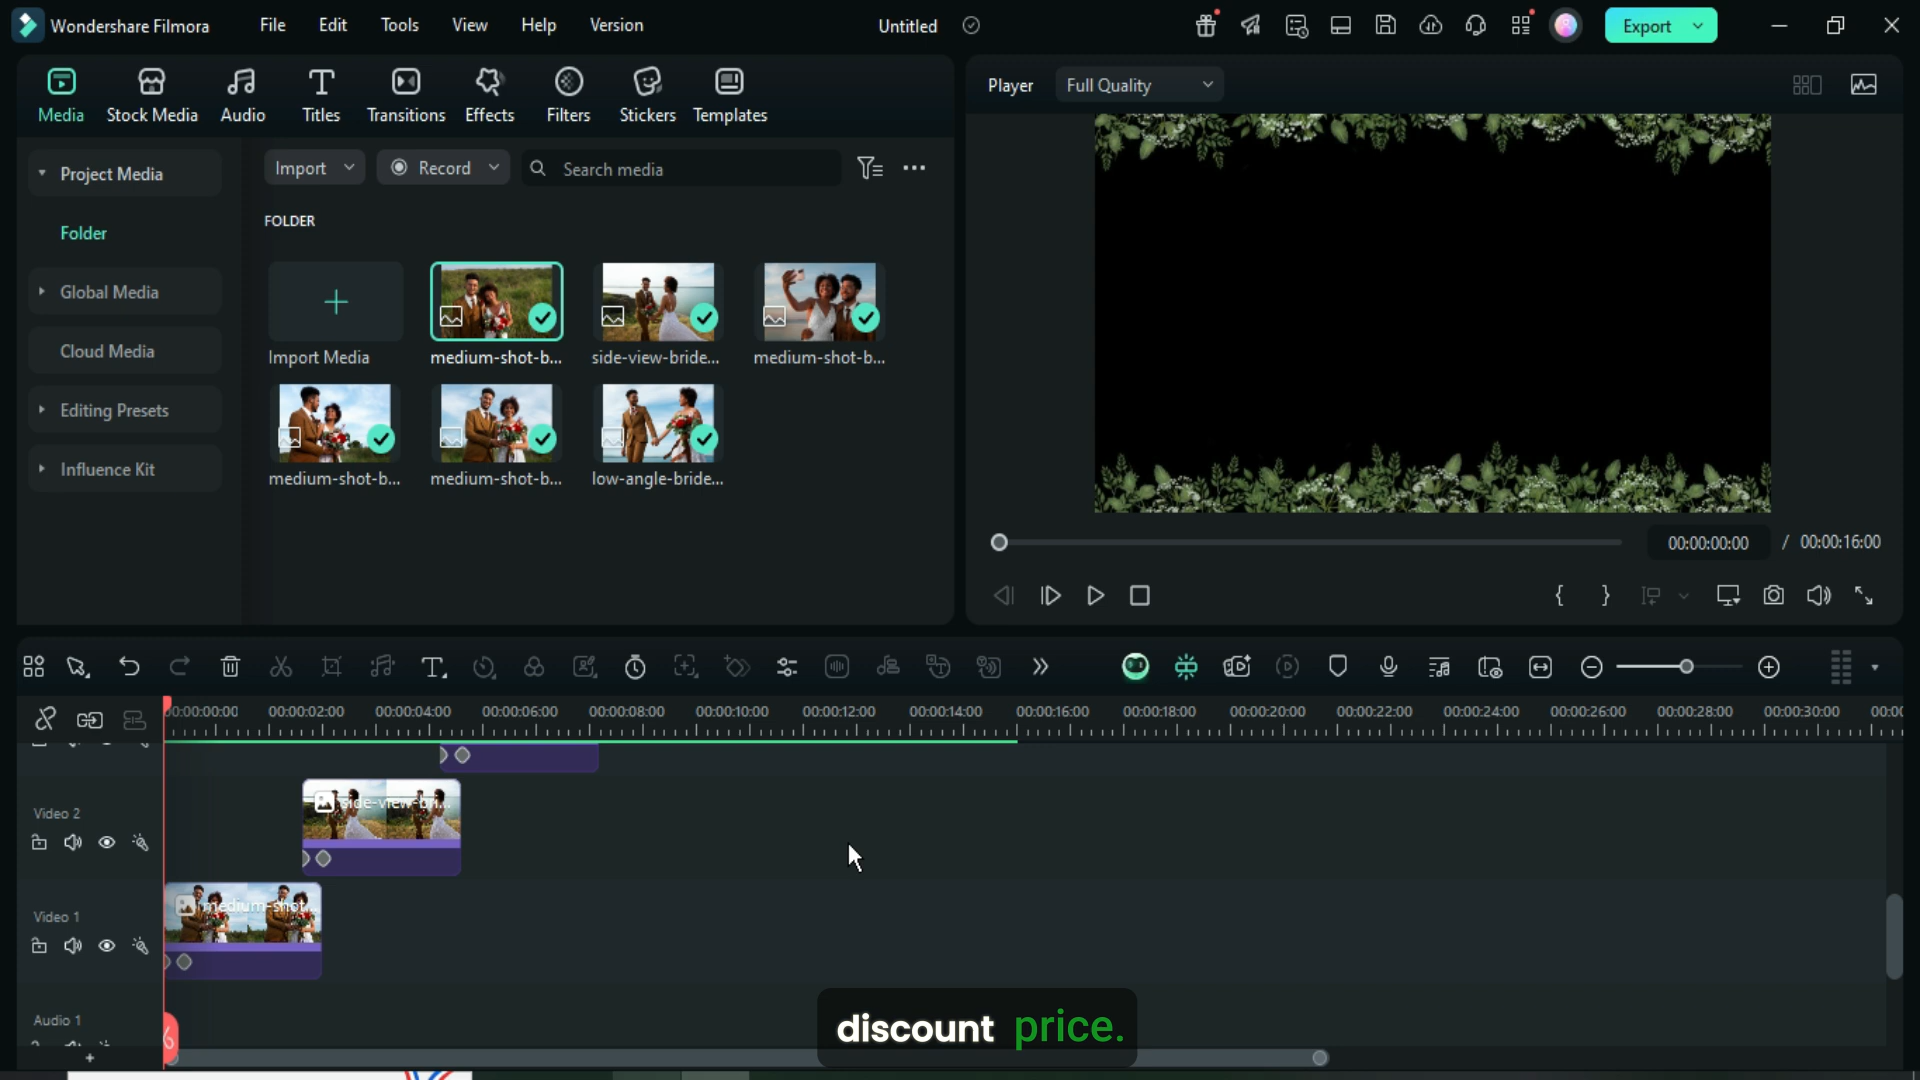 Wondershare Filmora
File
Edit
Tools
View
Help
Version
Untitled
Export
Media
Stock Media
Audio
Titles
Transitions
Effects
Filters
Stickers
Templates
Player
Full Quality
Project Media
Folder
Global Media
Cloud Media
Editing Presets
Influence Kit
Import
Record
Search media
FOLDER
Import Media
medium-shot-b...
side-view-bride...
medium-shot-b...
medium-shot-b...
medium-shot-b...
low-angle-bride...
00:00:00:00
/ 00:00:16:00
00:00:00:00
00:00:02:00
00:00:04:00
00:00:06:00
00:00:08:00
00:00:10:00
00:00:12:00
00:00:14:00
00:00:16:00
00:00:18:00
00:00:20:00
00:00:22:00
00:00:24:00
00:00:26:00
00:00:28:00
00:00:30:00
Video 2
side-view-bri...
Video 1
medium-shot...
Audio 1
discount price.